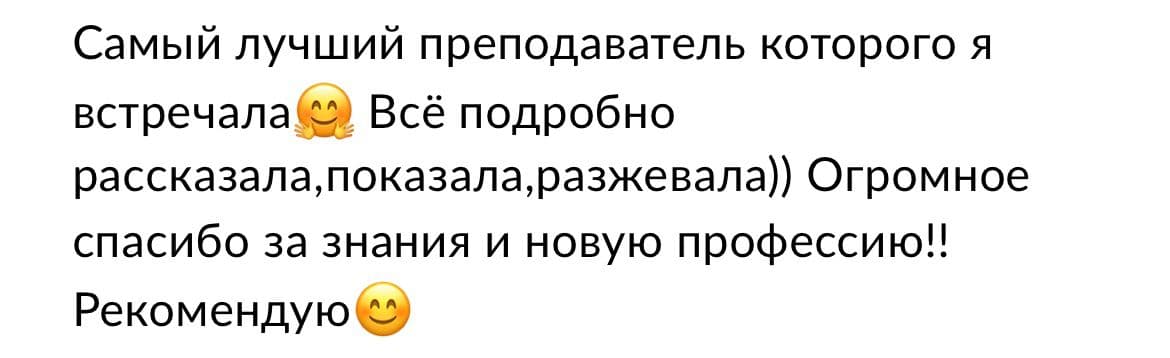 Самый лучший преподаватель которого я
встречала🤗 Всё подробно
рассказала,показала,разжевала)) Огромное
спасибо за знания и новую профессию!!
Рекомендую😊